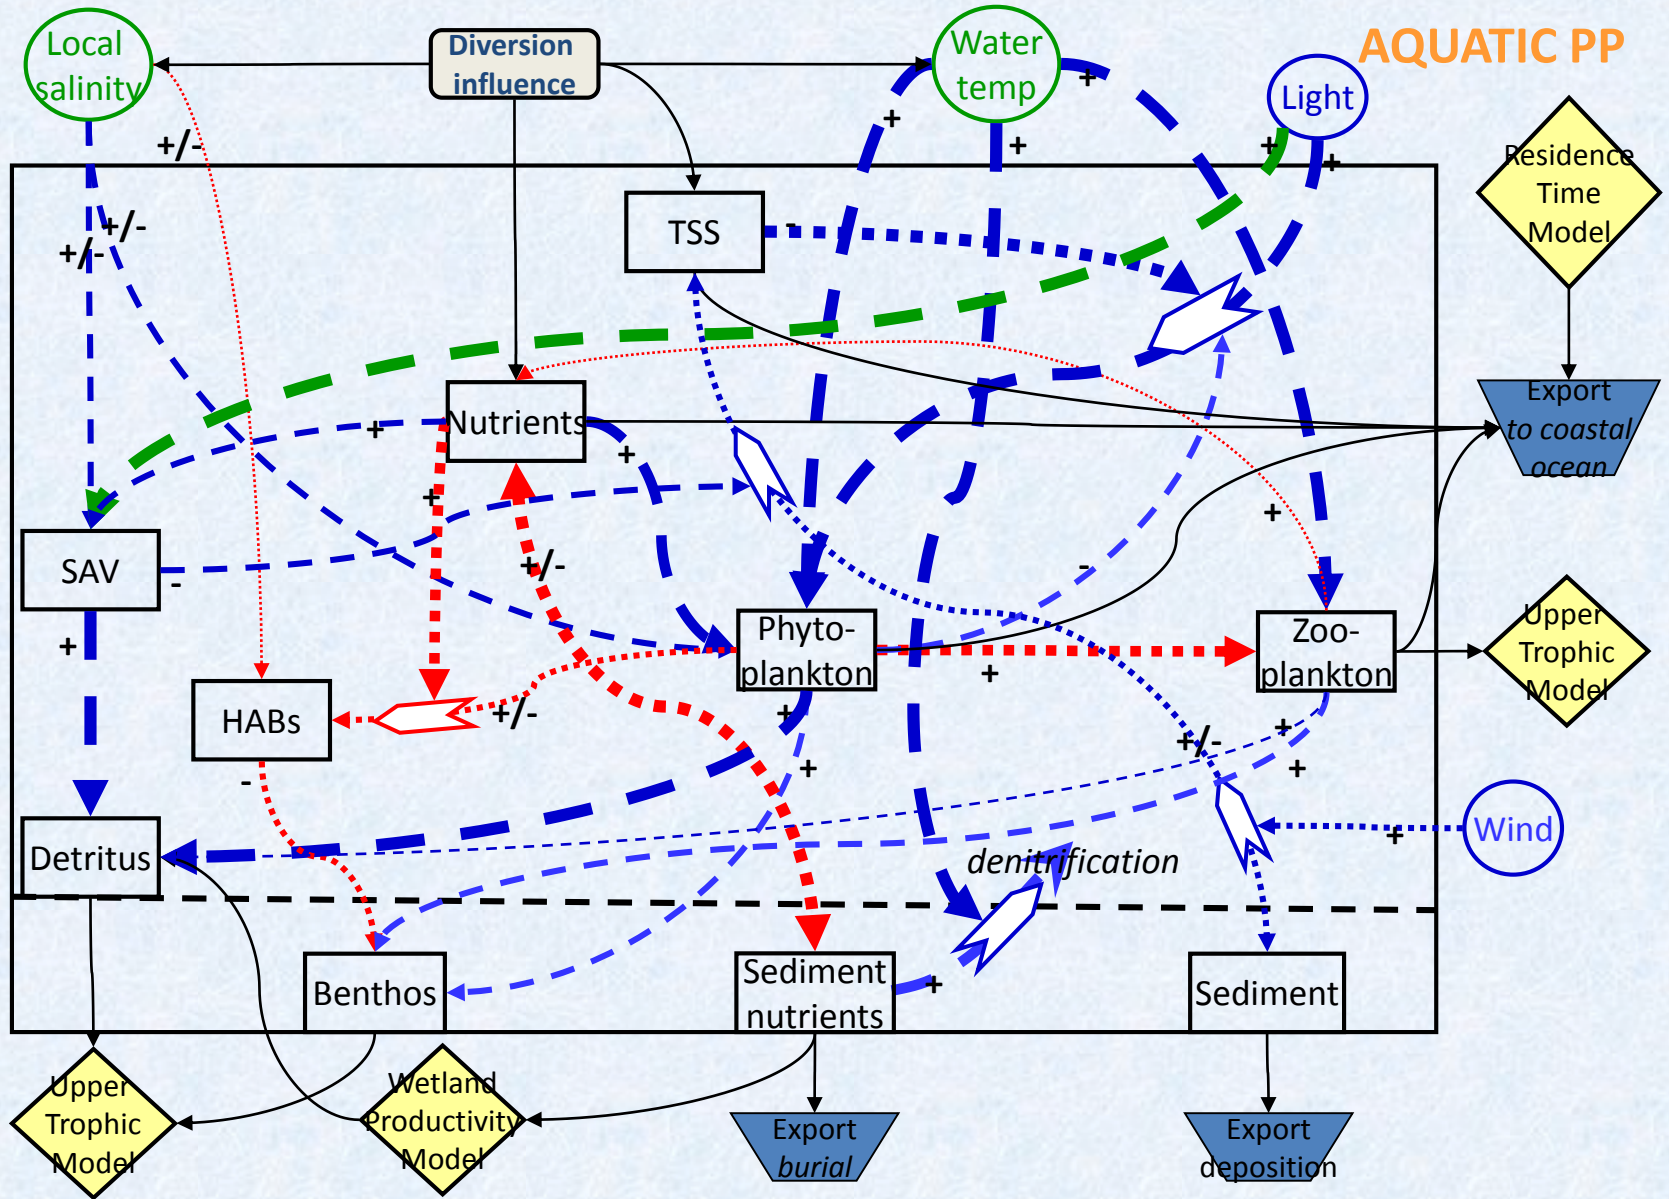 AQUATIC PP
Local
salinity
Diversion
influence
Water
temp
Light
+
+
+
+
+
+/-
Residence
Time
Model
TSS
-
+/-
+/-
Export
to coastal
ocean
Nutrients
+
+
+
+
SAV
-
+/-
-
+
Phyto-
plankton
+
Zoo-
plankton
Upper
Trophic
Model
HABs
+/-
+
+
+/-
-
+
+
Wind
+
Detritus
denitrification
Benthos
Sediment
nutrients
+
Sediment
Upper
Trophic
Model
Wetland
Productivity
Model
Export
burial
Export
deposition